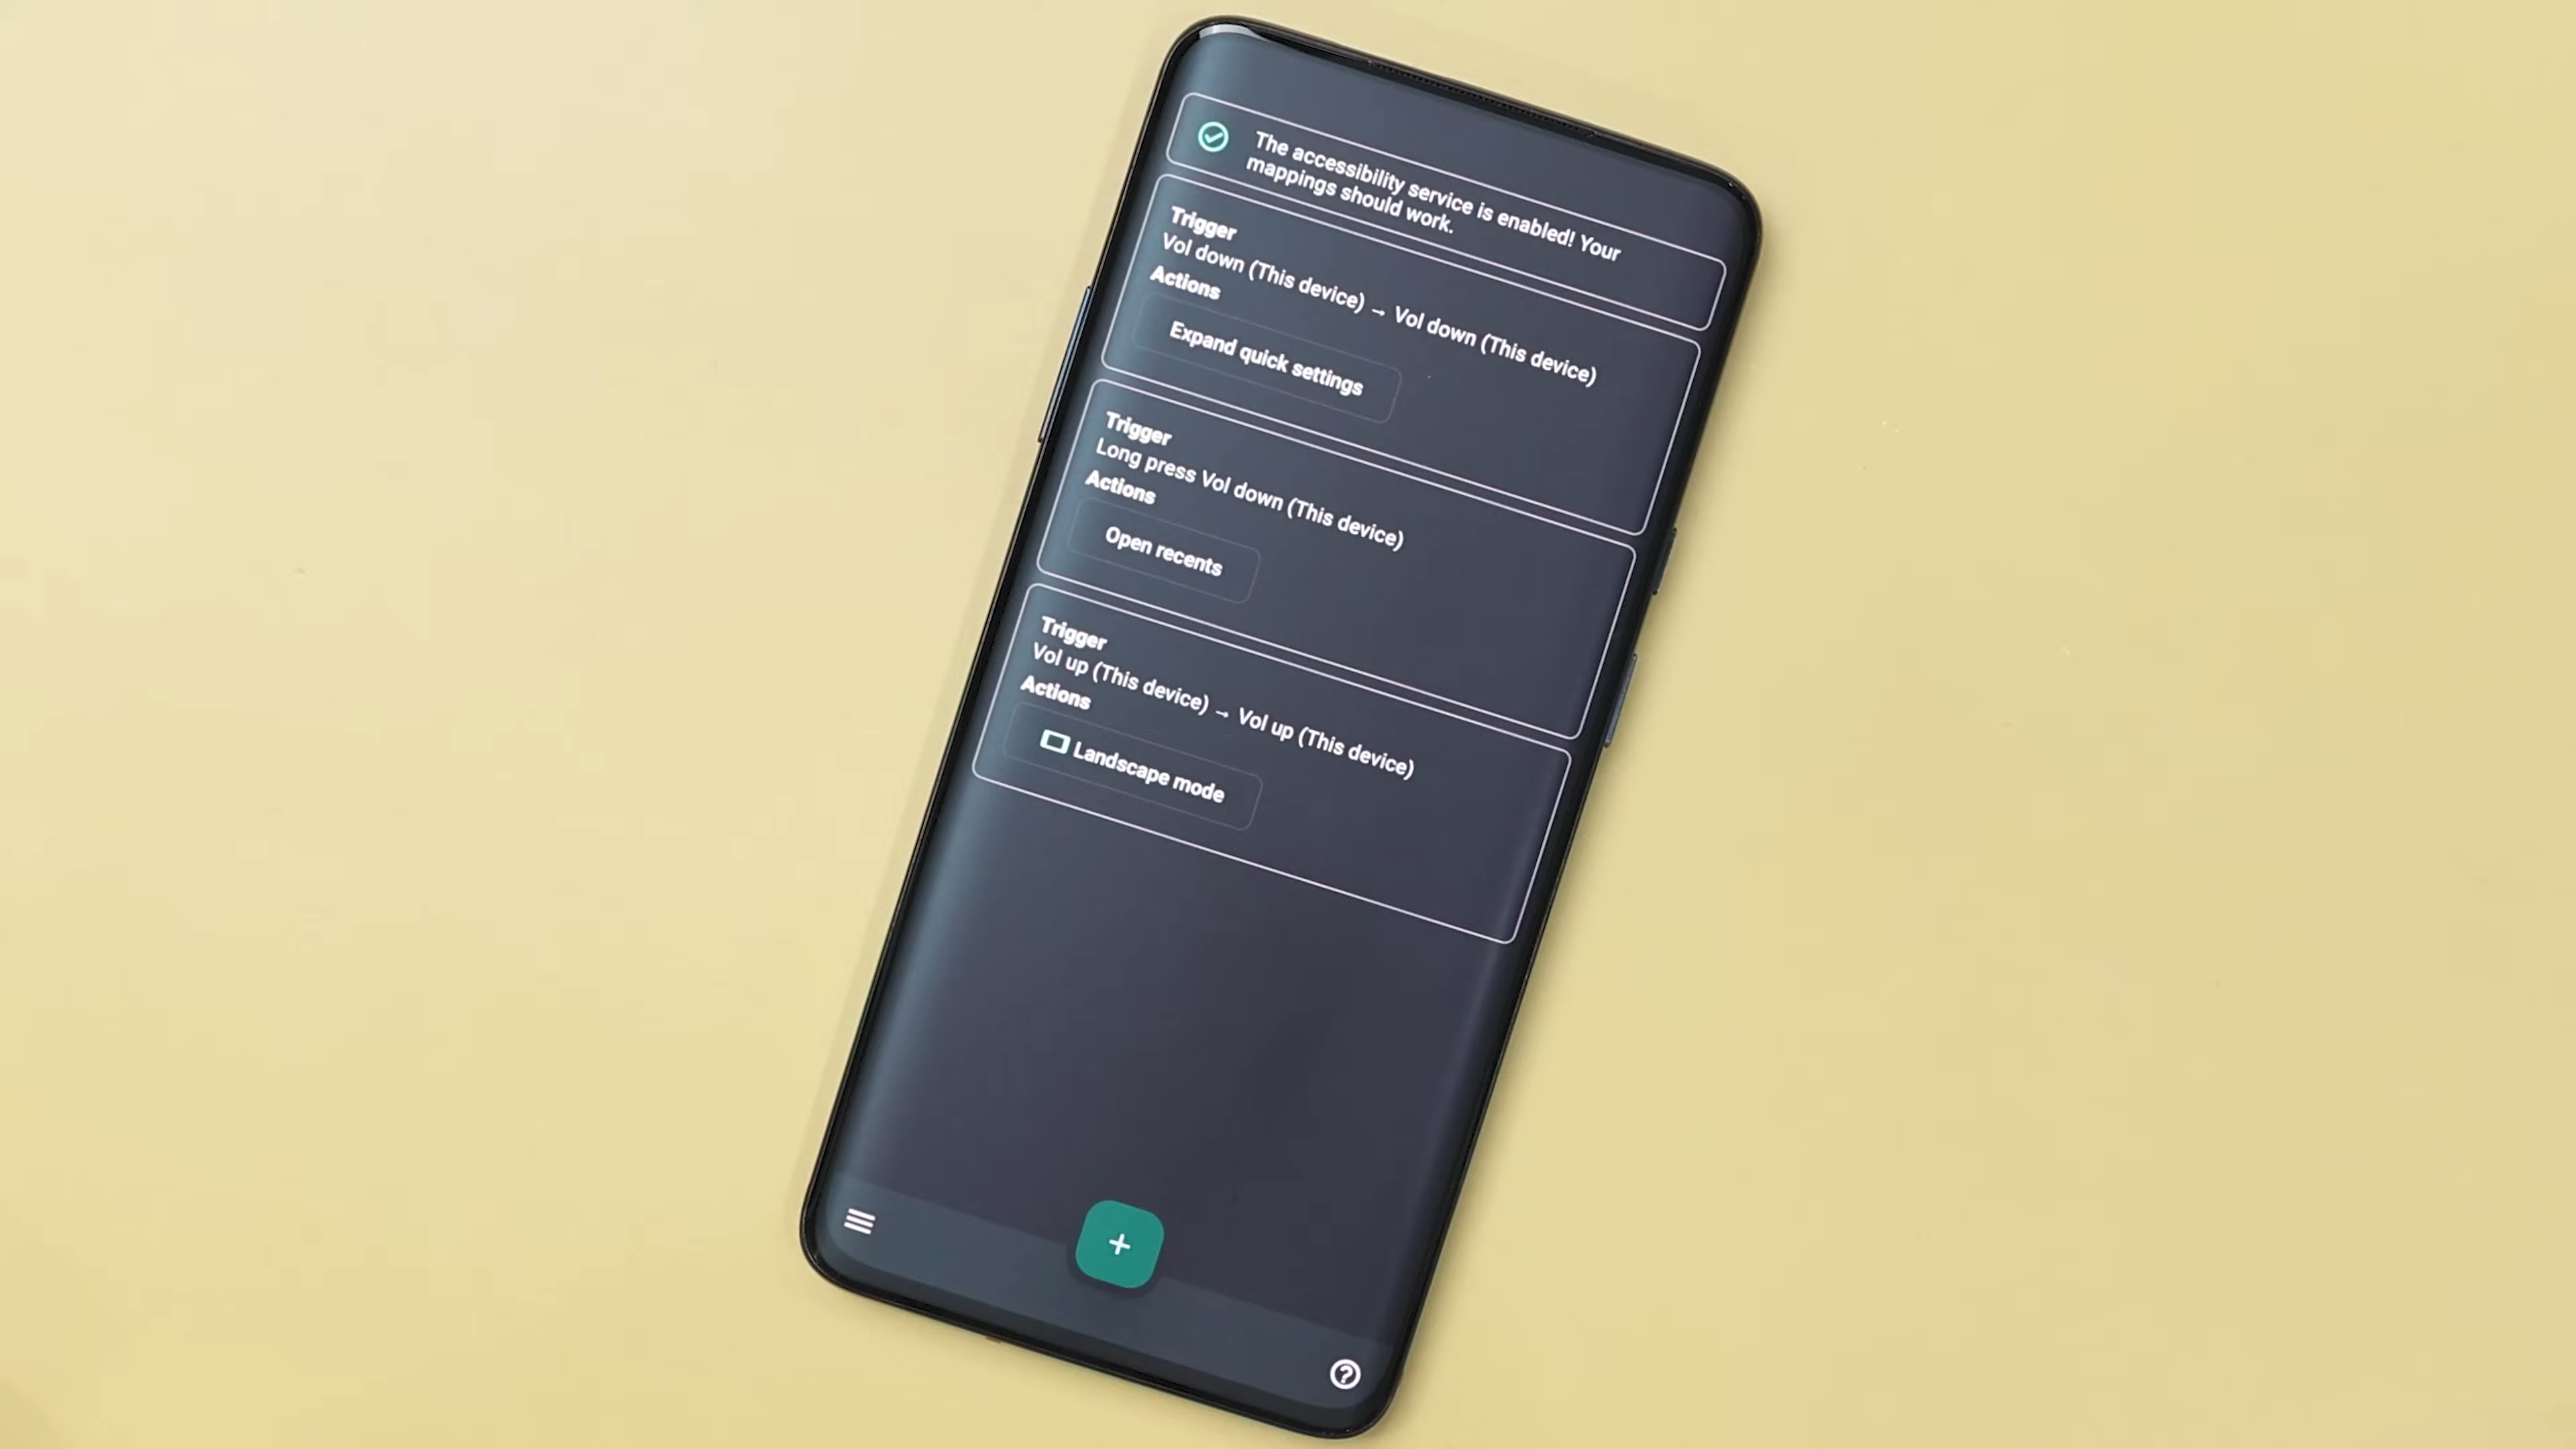 The accessibility service is enabled! Your
mappings should work.
Trigger
Vol down (This device) → Vol down (This device)
Actions
Expand quick settings
Trigger
Long press Vol down (This device)
Actions
Open recents
Trigger
Vol up (This device) → Vol up (This device)
Actions
Landscape mode